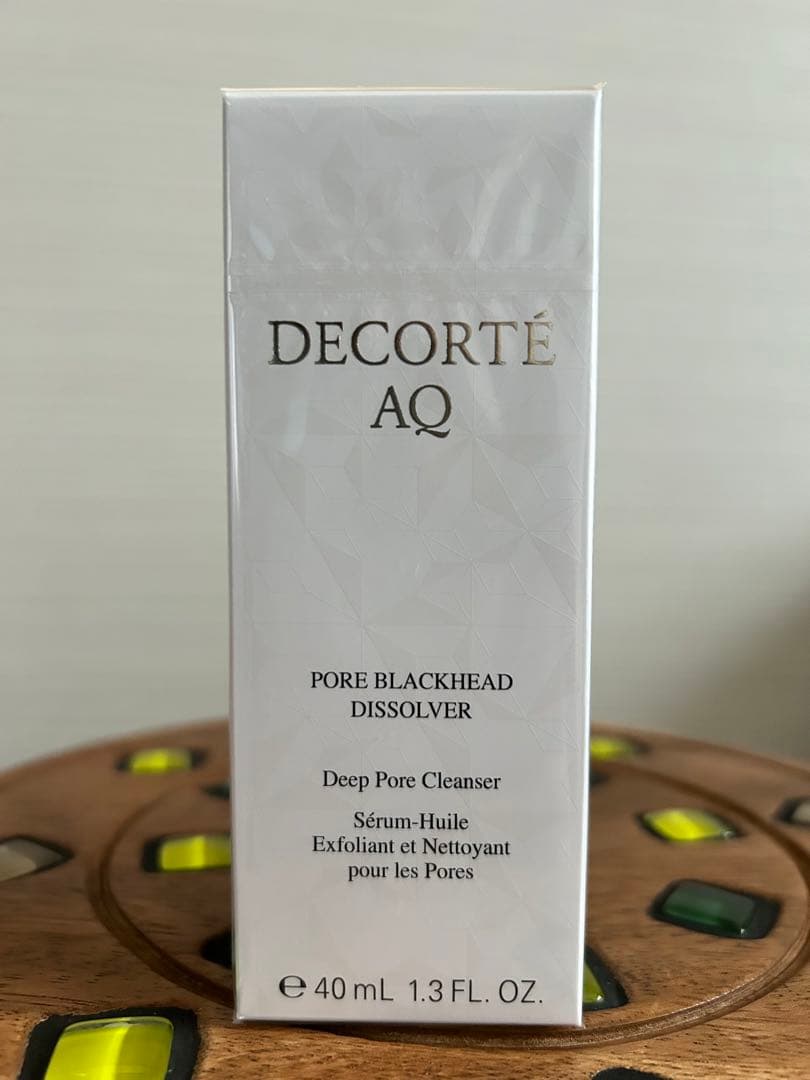 DECORTÉ
AQ
PORE BLACKHEAD
DISSOLVER
Deep Pore Cleanser
Sérum-Huile
Exfoliant et Nettoyant
pour les Pores
℮ 40 mL 1.3 FL. OZ.